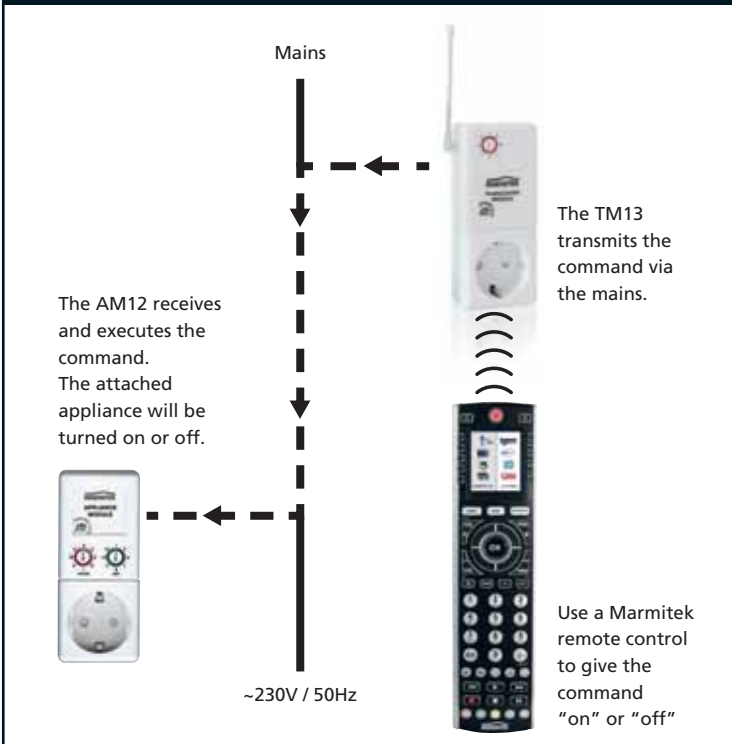 Mains
The TM13
transmits the
command via
the mains.
The AM12 receives
and executes the
command.
The attached
appliance will be
turned on or off.
APPLIANCE
MODULE
Use a Marmitek
remote control
to give the
command
“on” or “off”
~230V / 50Hz